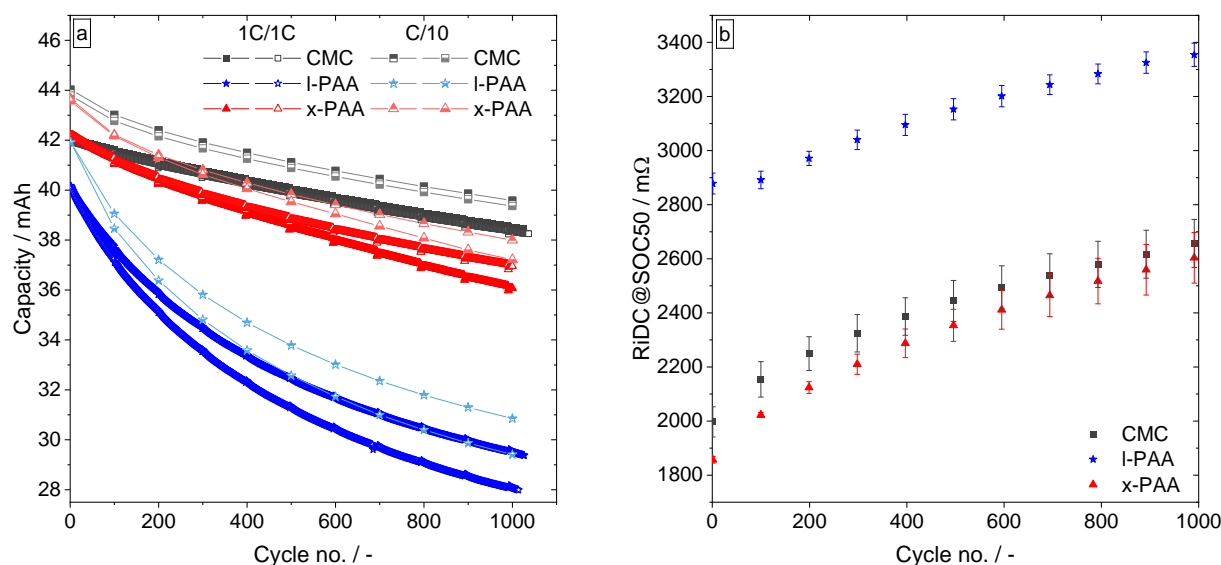 a
1C/1C C/10
CMC CMC
l-PAA l-PAA
x-PAA x-PAA
46
44
42
40
38
36
34
32
30
28
Capacity / mAh
0 200 400 600 800 1000
Cycle no. / -
b
3400
3200
3000
2800
2600
2400
2200
2000
1800
RiDC@SOC50 / mΩ
CMC
l-PAA
x-PAA
0 200 400 600 800 1000
Cycle no. / -